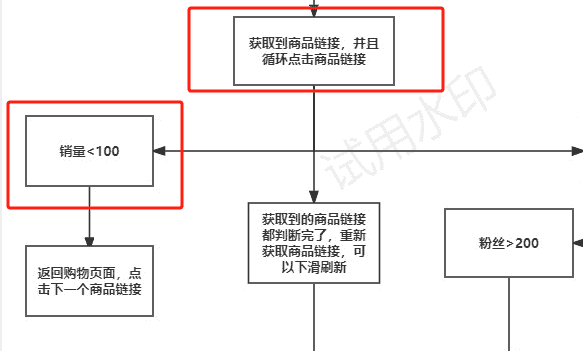 获取到商品链接，并且
循环点击商品链接
试用水印
销量<100
获取到的商品链接
都判断完了，重新
获取商品链接，可
以下滑刷新
粉丝>200
返回购物页面，点
击下一个商品链接